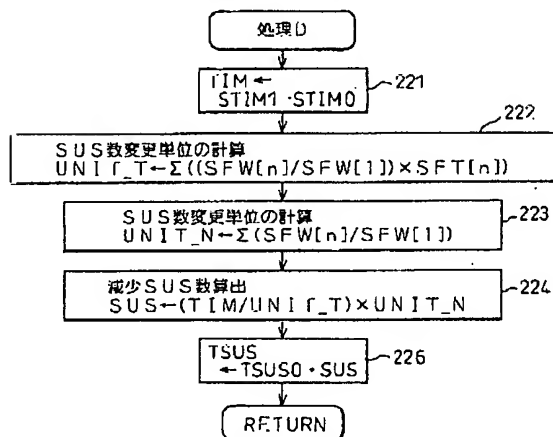 処理D
TIM←
STIM1・STIM0
221
222
SUS数変更単位の計算
UNIT_T←Σ((SFW[n]/SFW[1])×SFT[n])
SUS数変更単位の計算
UNIT_N←Σ(SFW[n]/SFW[1])
223
減少SUS数算出
SUS←(TIM/UNIT_T)×UNIT_N
224
TSUS
←TSUS0・SUS
226
RETURN